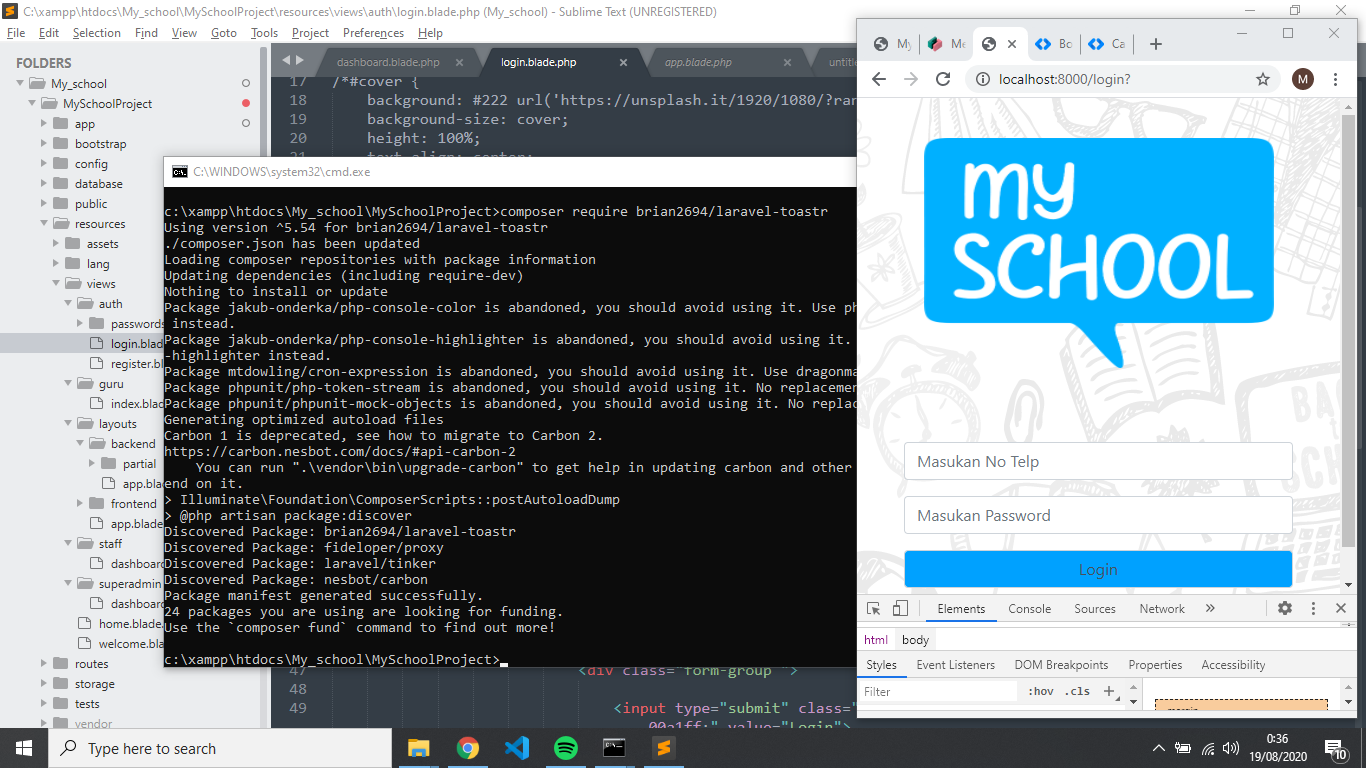 C:\xampp\htdocs\My_school\MySchoolProject\resources\views\auth\login.blade.php (My_school) - Sublime Text (UNREGISTERED)
File Edit Selection Find View Goto Tools Project Preferences Help
FOLDERS
My_school
MySchoolProject
app
bootstrap
config
database
public
resources
assets
lang
views
auth
passwords
login.blad
register.bl
guru
index.blad
layouts
backend
partial
app.blade
frontend
app.blade
staff
dashboard
superadmin
dashboard
home.blade.
welcome.bla
routes
storage
tests
vendor
dashboard.blade.php
login.blade.php
app.blade.php
untitle
17 /*#cover {
18 background: #222 url('https://unsplash.it/1920/1080/?ran
19 background-size: cover;
20 height: 100%;
21 text-align: center;
C:\WINDOWS\system32\cmd.exe
c:\xampp\htdocs\My_school\MySchoolProject>composer require brian2694/laravel-toastr
Using version ^5.54 for brian2694/laravel-toastr
./composer.json has been updated
Loading composer repositories with package information
Updating dependencies (including require-dev)
Nothing to install or update
Package jakub-onderka/php-console-color is abandoned, you should avoid using it. Use ph
instead.
Package jakub-onderka/php-console-highlighter is abandoned, you should avoid using it.
-highlighter instead.
Package mtdowling/cron-expression is abandoned, you should avoid using it. Use dragonma
Package phpunit/php-token-stream is abandoned, you should avoid using it. No replacemen
Package phpunit/phpunit-mock-objects is abandoned, you should avoid using it. No replac
Generating optimized autoload files
Carbon 1 is deprecated, see how to migrate to Carbon 2.
https://carbon.nesbot.com/docs/#api-carbon-2
You can run ".\vendor\bin\upgrade-carbon" to get help in updating carbon and other
end on it.
> Illuminate\Foundation\ComposerScripts::postAutoloadDump
> @php artisan package:discover
Discovered Package: brian2694/laravel-toastr
Discovered Package: fideloper/proxy
Discovered Package: laravel/tinker
Discovered Package: nesbot/carbon
Package manifest generated successfully.
24 packages you are using are looking for funding.
Use the `composer fund` command to find out more!
c:\xampp\htdocs\My_school\MySchoolProject>
47 <div class="form-group ">
48
49 <input type="submit" class="
00a1ff;" value="Login">
My
Me
Bo
Ca
localhost:8000/login?
M
my
SCHOOL
Masukan No Telp
Masukan Password
Login
Elements Console Sources Network
html body
Styles Event Listeners DOM Breakpoints Properties Accessibility
Filter :hov .cls
Type here to search
0:36
19/08/2020
10